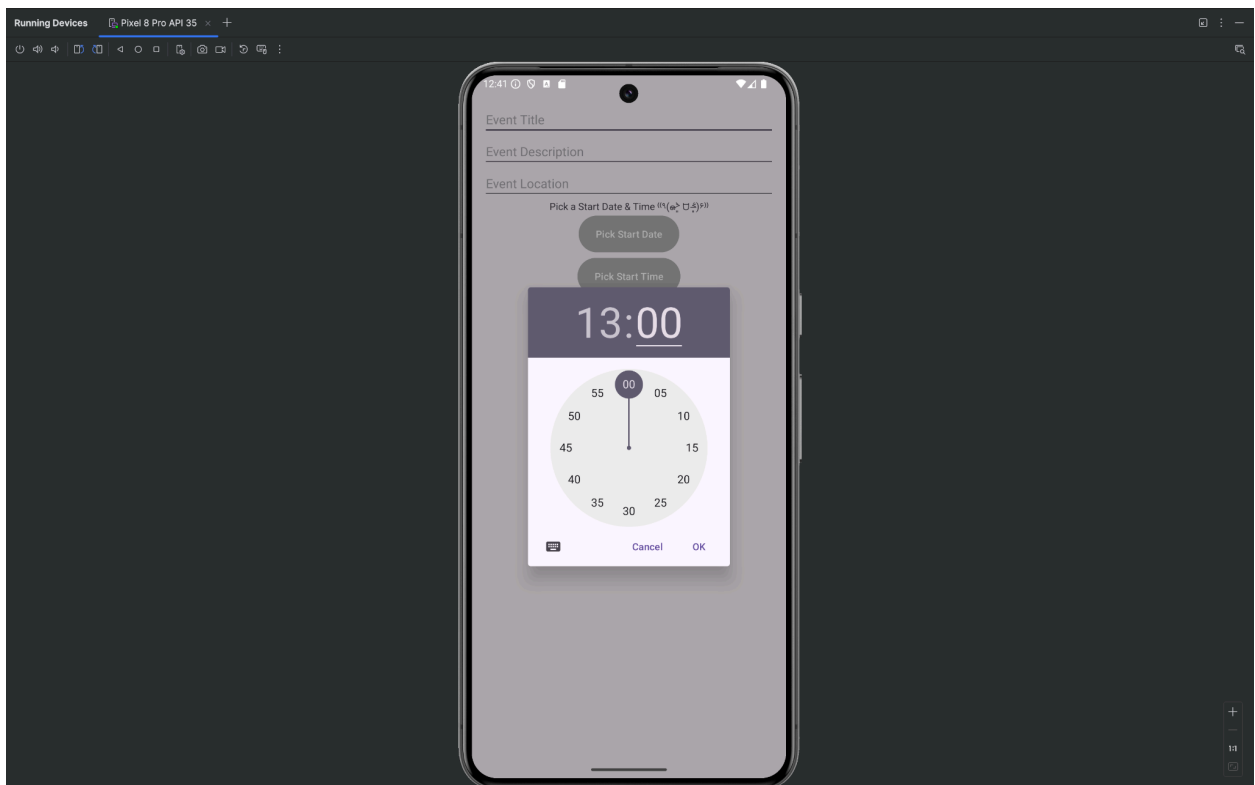 Running Devices Pixel 8 Pro API 35
12:41
Event Title
Event Description
Event Location
Pick a Start Date & Time
Pick Start Date
Pick Start Time
13:00
00
05
10
15
20
25
30
35
40
45
50
55
Cancel OK
1:1